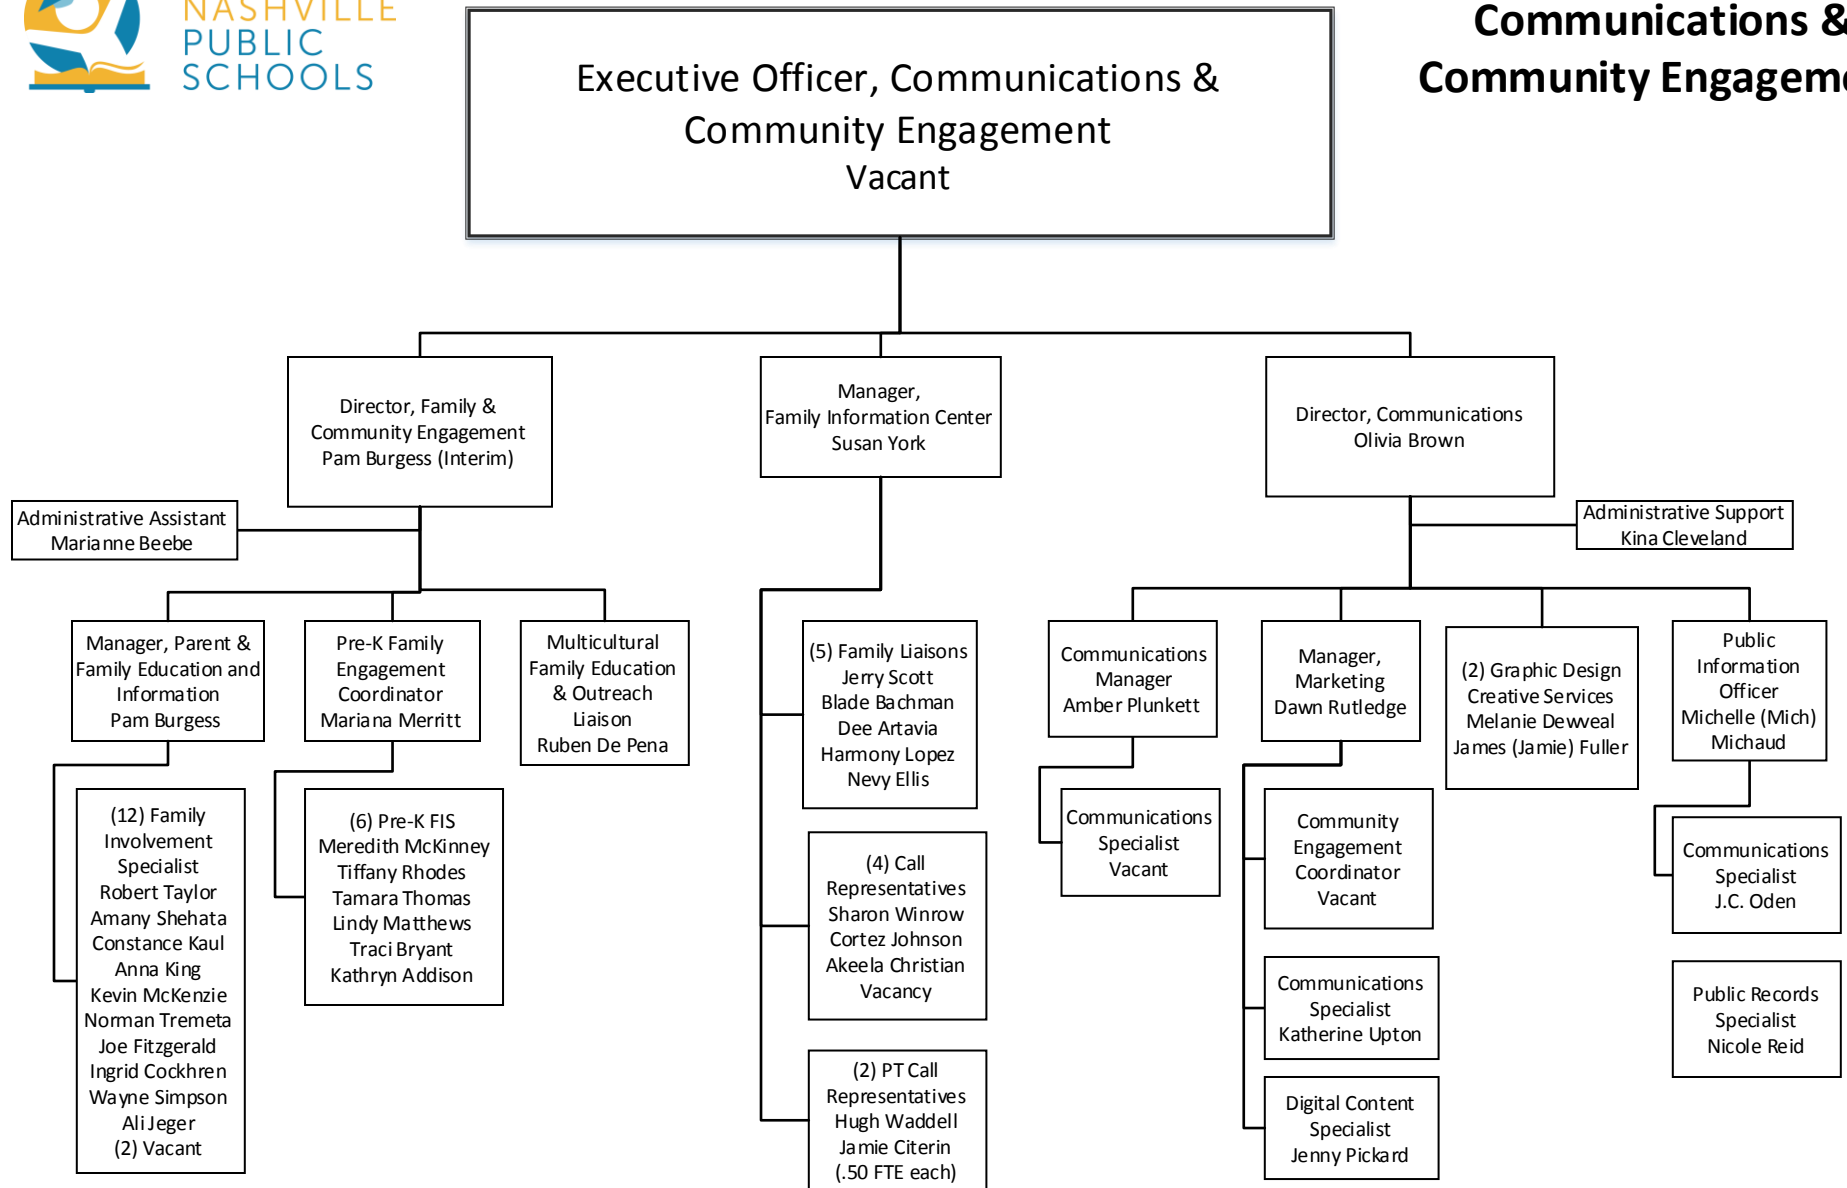 NASHVILLE
PUBLIC
SCHOOLS
Communications &
Community Engageme
Executive Officer, Communications &
Community Engagement
Vacant
Director, Family &
Community Engagement
Pam Burgess (Interim)
Manager,
Family Information Center
Susan York
Director, Communications
Olivia Brown
Administrative Assistant
Marianne Beebe
Administrative Support
Kina Cleveland
Manager, Parent &
Family Education and
Information
Pam Burgess
Pre-K Family
Engagement
Coordinator
Mariana Merritt
Multicultural
Family Education
& Outreach
Liaison
Ruben De Pena
(5) Family Liaisons
Jerry Scott
Blade Bachman
Dee Artavia
Harmony Lopez
Nevy Ellis
Communications
Manager
Amber Plunkett
Manager,
Marketing
Dawn Rutledge
(2) Graphic Design
Creative Services
Melanie Devveal
James (Jamie) Fuller
Public
Information
Officer
Michelle (Mich)
Michaud
(12) Family
Involvement
Specialist
Robert Taylor
Amany Shehata
Constance Kaul
Anna King
Kevin McKenzie
Norman Tremeta
Joe Fitzgerald
Ingrid Cockhren
Wayne Simpson
Ali Jeger
(2) Vacant
(6) Pre-K FIS
Meredith McKinney
Tiffany Rhodes
Tamara Thomas
Lindy Matthews
Traci Bryant
Kathryn Addison
(4) Call
Representatives
Sharon Winrow
Cortez Johnson
Akeela Christian
Vacancy
(2) PT Call
Representatives
Hugh Waddell
Jamie Citerin
(.50 FTE each)
Communications
Specialist
Vacant
Community
Engagement
Coordinator
Vacant
Communications
Specialist
Katherine Upton
Digital Content
Specialist
Jenny Pickard
Communications
Specialist
J.C. Oden
Public Records
Specialist
Nicole Reid